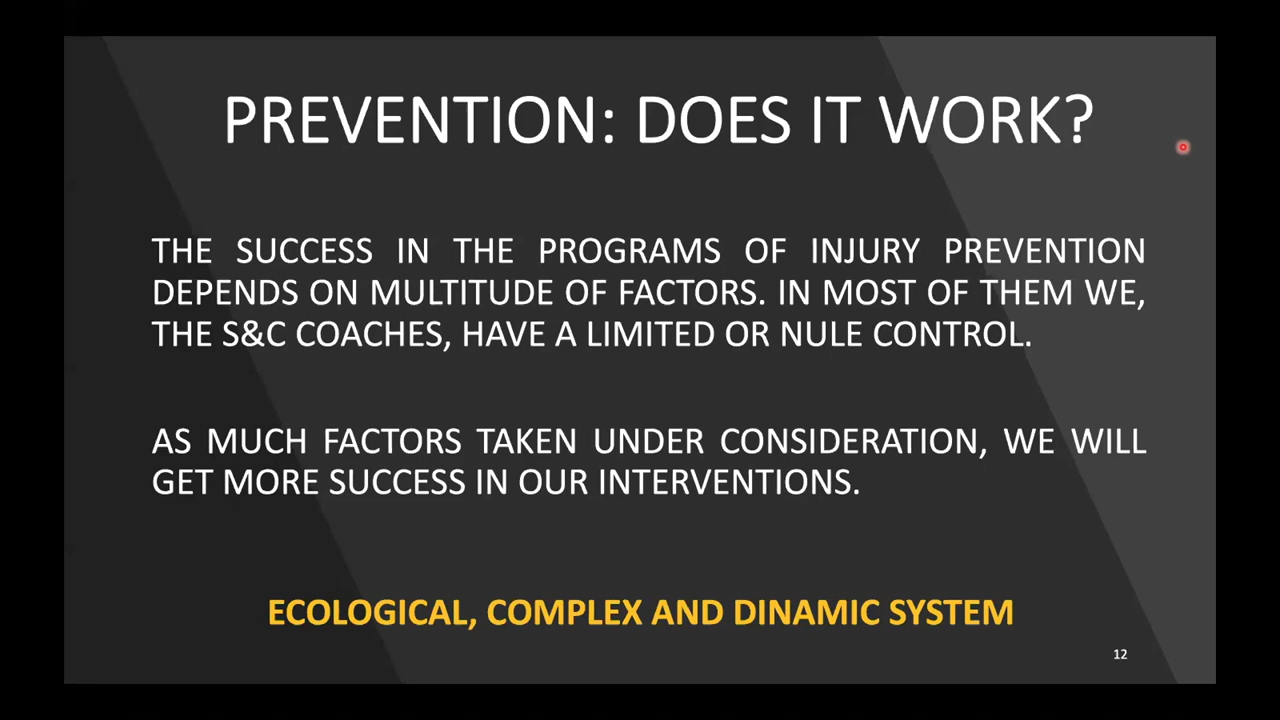 PREVENTION: DOES IT WORK?
THE SUCCESS IN THE PROGRAMS OF INJURY PREVENTION
DEPENDS ON MULTITUDE OF FACTORS. IN MOST OF THEM WE,
THE S&C COACHES, HAVE A LIMITED OR NULE CONTROL.
AS MUCH FACTORS TAKEN UNDER CONSIDERATION, WE WILL
GET MORE SUCCESS IN OUR INTERVENTIONS.
ECOLOGICAL, COMPLEX AND DINAMIC SYSTEM
12